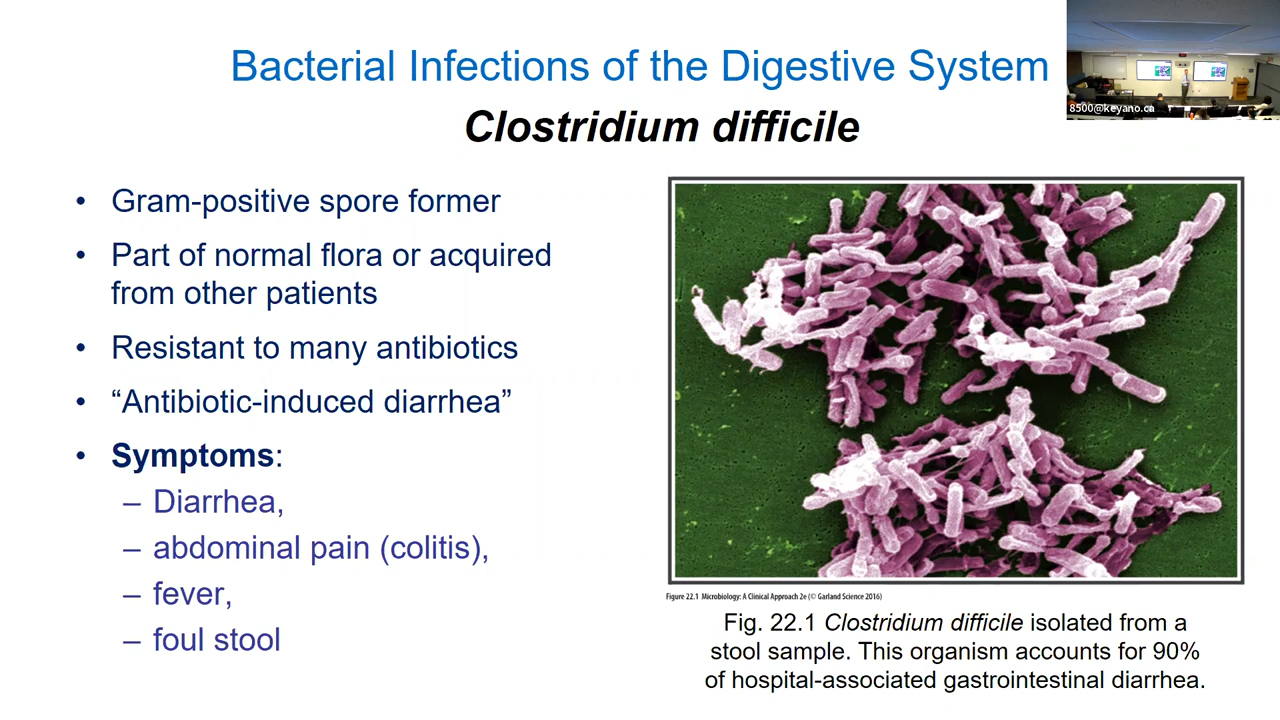 Bacterial Infections of the Digestive System
8500@keyano.ca
Clostridium difficile
• Gram-positive spore former
• Part of normal flora or acquired
from other patients
• Resistant to many antibiotics
• “Antibiotic-induced diarrhea”
• Symptoms:
– Diarrhea,
– abdominal pain (colitis),
– fever,
– foul stool
Figure 22.1 Microbiology: A Clinical Approach 2e (© Garland Science 2016)
Fig. 22.1 Clostridium difficile isolated from a
stool sample. This organism accounts for 90%
of hospital-associated gastrointestinal diarrhea.